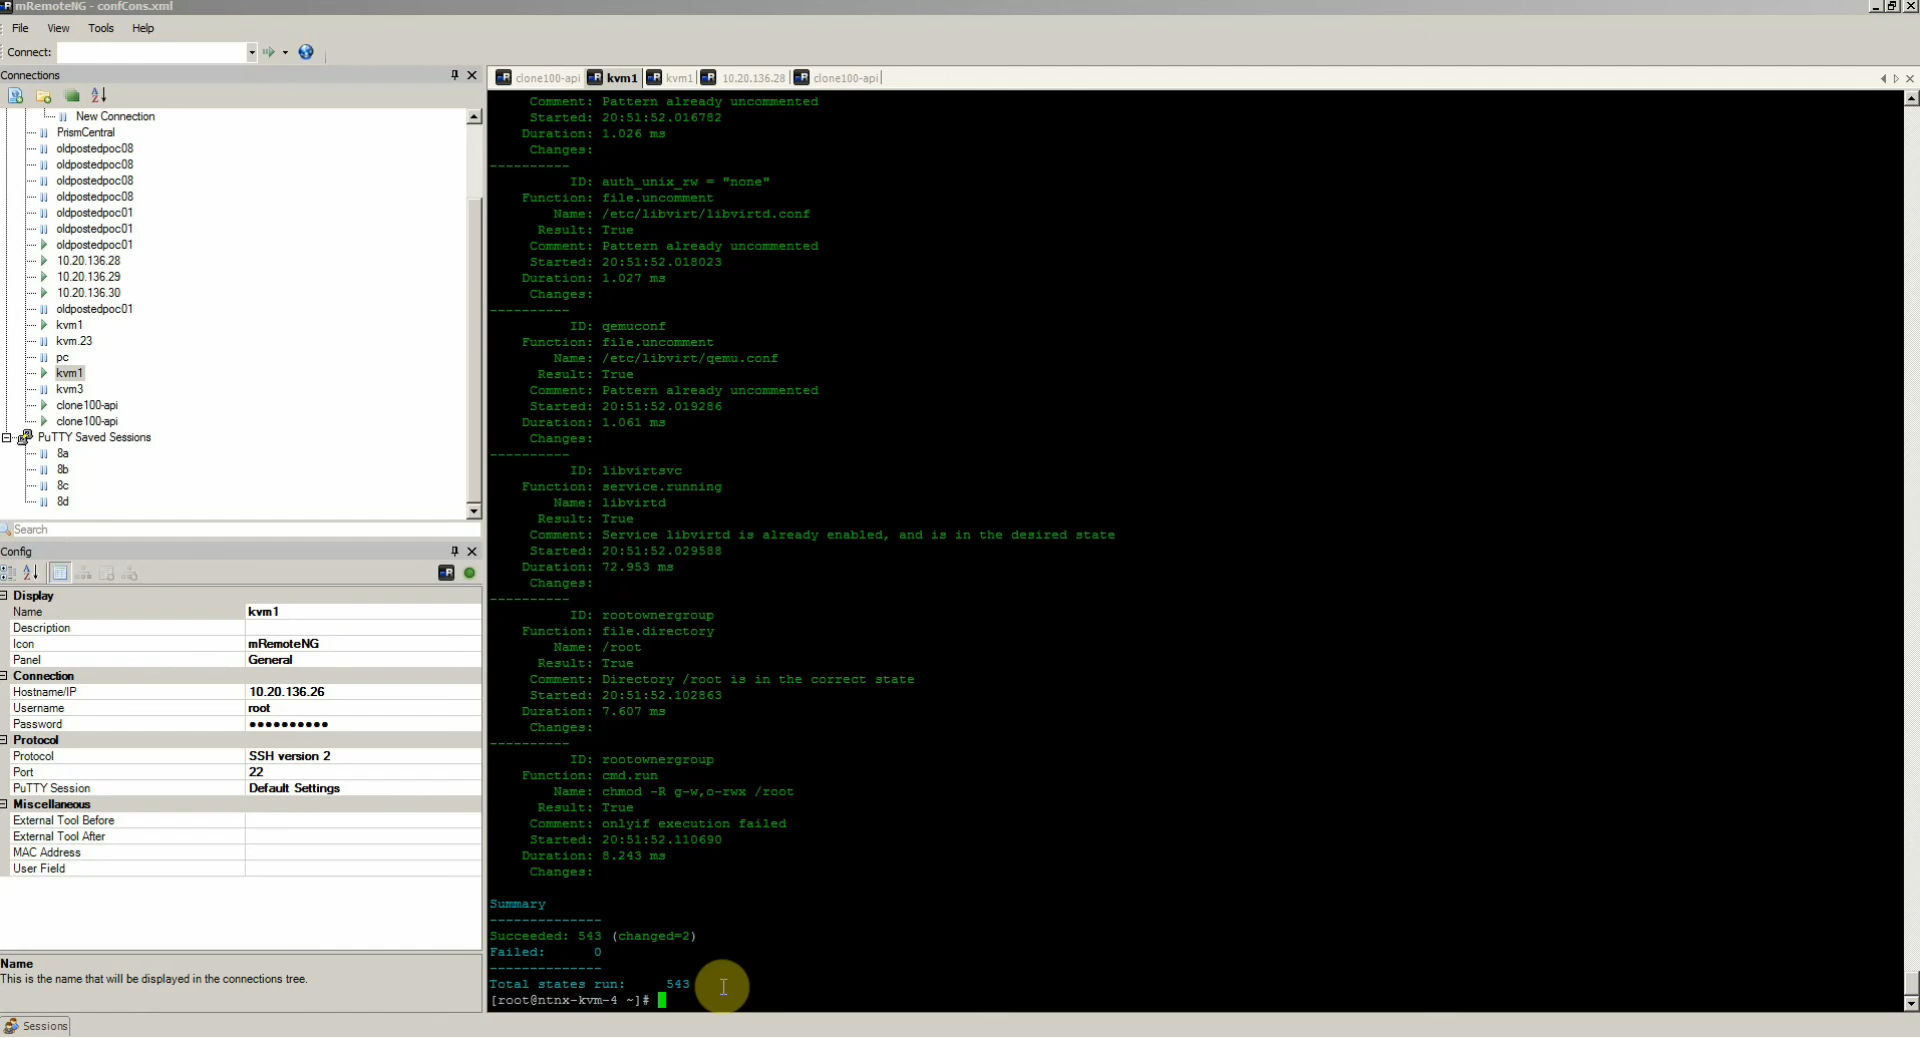 mRemoteNG - confCons.xml
File View Tools Help
Connect:
Connections
New Connection
PrismCentral
oldpostedpoc08
oldpostedpoc08
oldpostedpoc08
oldpostedpoc08
oldpostedpoc01
oldpostedpoc01
oldpostedpoc01
10.20.136.28
10.20.136.29
10.20.136.30
oldpostedpoc01
kvm1
kvm.23
pc
kvm1
kvm3
clone100-api
clone100-api
PuTTY Saved Sessions
8a
8b
8c
8d
Search
Config
Display
Name kvm1
Description
Icon mRemoteNG
Panel General
Connection
Hostname/IP 10.20.136.26
Username root
Password ●●●●●●●●●●
Protocol
Protocol SSH version 2
Port 22
PuTTY Session Default Settings
Miscellaneous
External Tool Before
External Tool After
MAC Address
User Field
Name
This is the name that will be displayed in the connections tree.
Sessions
clone100-api kvm1 kvm1 10.20.136.28 clone100-api
Comment: Pattern already uncommented
Started: 20:51:52.016782
Duration: 1.026 ms
Changes:
----------
ID: auth_unix_rw = "none"
Function: file.uncomment
Name: /etc/libvirt/libvirtd.conf
Result: True
Comment: Pattern already uncommented
Started: 20:51:52.018023
Duration: 1.027 ms
Changes:
----------
ID: qemuconf
Function: file.uncomment
Name: /etc/libvirt/qemu.conf
Result: True
Comment: Pattern already uncommented
Started: 20:51:52.019286
Duration: 1.061 ms
Changes:
----------
ID: libvirtsvc
Function: service.running
Name: libvirtd
Result: True
Comment: Service libvirtd is already enabled, and is in the desired state
Started: 20:51:52.029588
Duration: 72.953 ms
Changes:
----------
ID: rootownergroup
Function: file.directory
Name: /root
Result: True
Comment: Directory /root is in the correct state
Started: 20:51:52.102863
Duration: 7.607 ms
Changes:
----------
ID: rootownergroup
Function: cmd.run
Name: chmod -R g-w,o-rwx /root
Result: True
Comment: onlyif execution failed
Started: 20:51:52.110690
Duration: 8.243 ms
Changes:
Summary
--------------
Succeeded: 543 (changed=2)
Failed: 0
--------------
Total states run: 543
[root@ntnx-kvm-4 ~]#